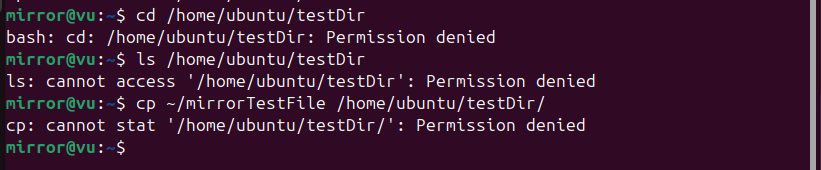 mirror@vu:~$ cd /home/ubuntu/testDir
bash: cd: /home/ubuntu/testDir: Permission denied
mirror@vu:~$ ls /home/ubuntu/testDir
ls: cannot access '/home/ubuntu/testDir': Permission denied
mirror@vu:~$ cp ~/mirrorTestFile /home/ubuntu/testDir/
cp: cannot stat '/home/ubuntu/testDir/': Permission denied
mirror@vu:~$